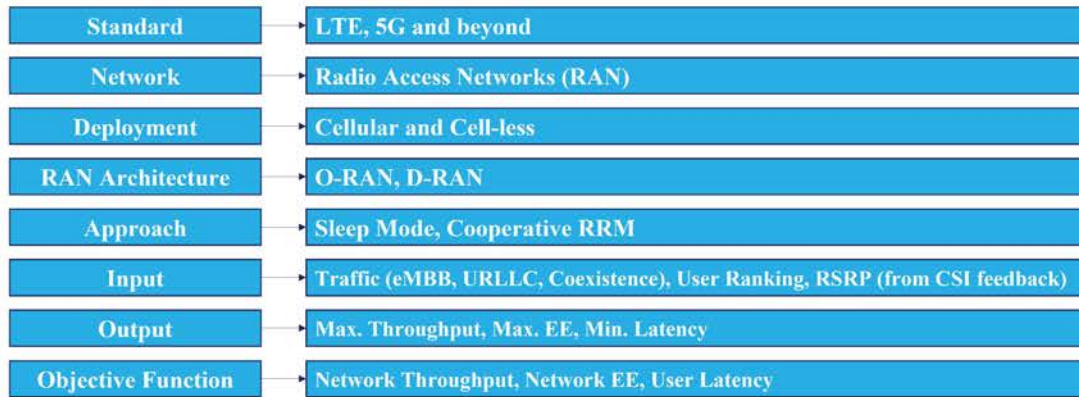 Standard LTE, 5G and beyond
Network Radio Access Networks (RAN)
Deployment Cellular and Cell-less
RAN Architecture O-RAN, D-RAN
Approach Sleep Mode, Cooperative RRM
Input Traffic (eMBB, URLLC, Coexistence), User Ranking, RSRP (from CSI feedback)
Output Max. Throughput, Max. EE, Min. Latency
Objective Function Network Throughput, Network EE, User Latency